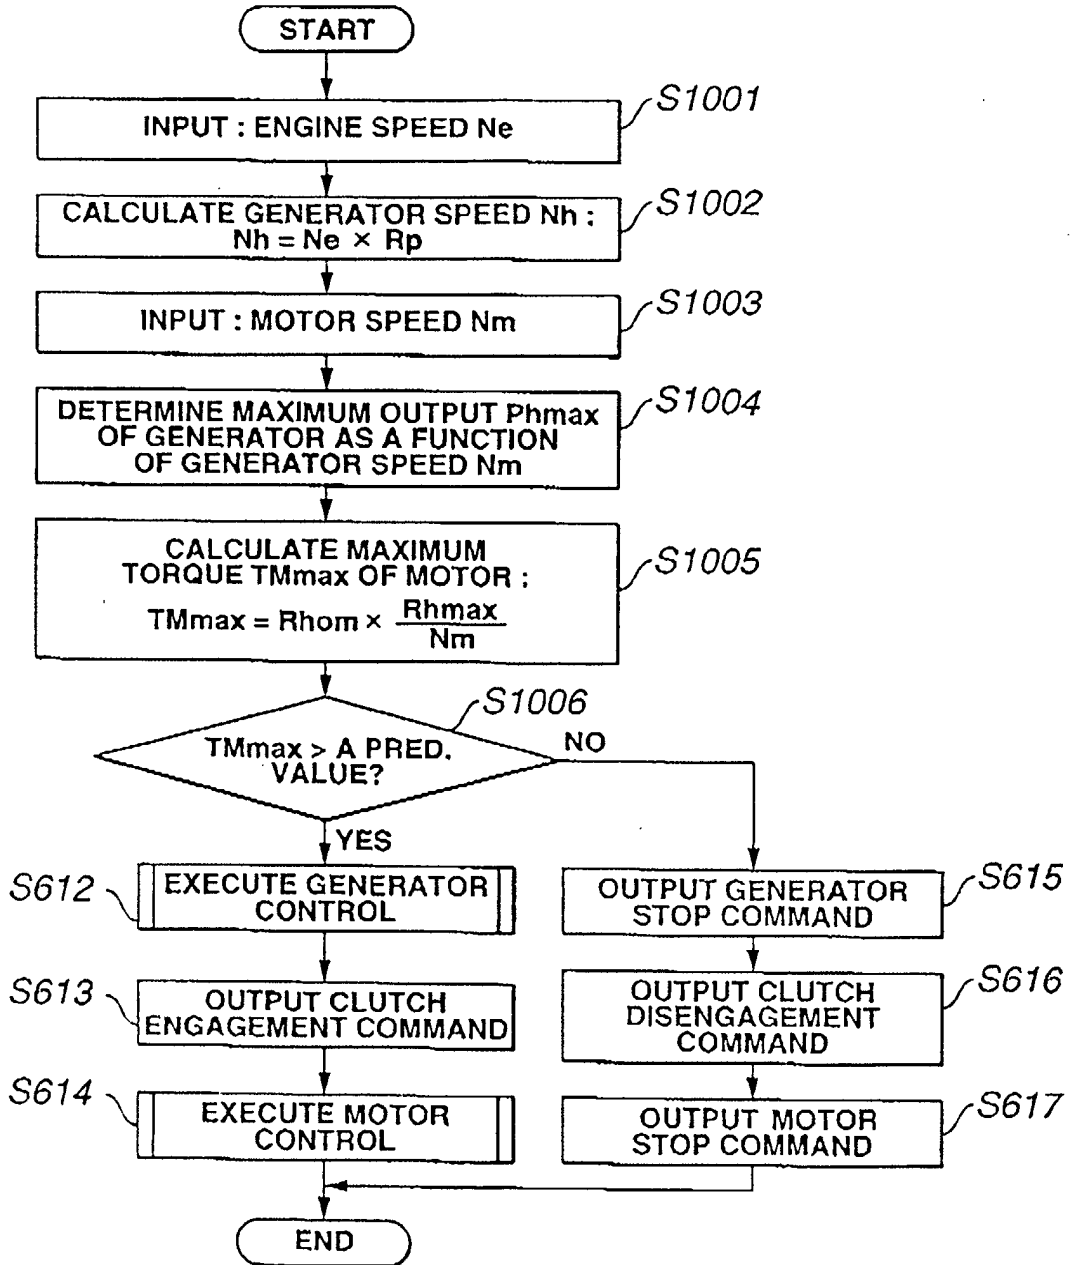 START
S1001
INPUT : ENGINE SPEED Ne
S1002
CALCULATE GENERATOR SPEED Nh :
Nh = Ne × Rp
S1003
INPUT : MOTOR SPEED Nm
S1004
DETERMINE MAXIMUM OUTPUT Phmax
OF GENERATOR AS A FUNCTION
OF GENERATOR SPEED Nm
S1005
CALCULATE MAXIMUM
TORQUE TMmax OF MOTOR :
TMmax = Rhom × Rhmax
Nm
S1006
TMmax > A PRED.
VALUE?
NO
YES
S612
EXECUTE GENERATOR
CONTROL
S615
OUTPUT GENERATOR
STOP COMMAND
S613
OUTPUT CLUTCH
ENGAGEMENT COMMAND
S616
OUTPUT CLUTCH
DISENGAGEMENT
COMMAND
S614
EXECUTE MOTOR
CONTROL
S617
OUTPUT MOTOR
STOP COMMAND
END